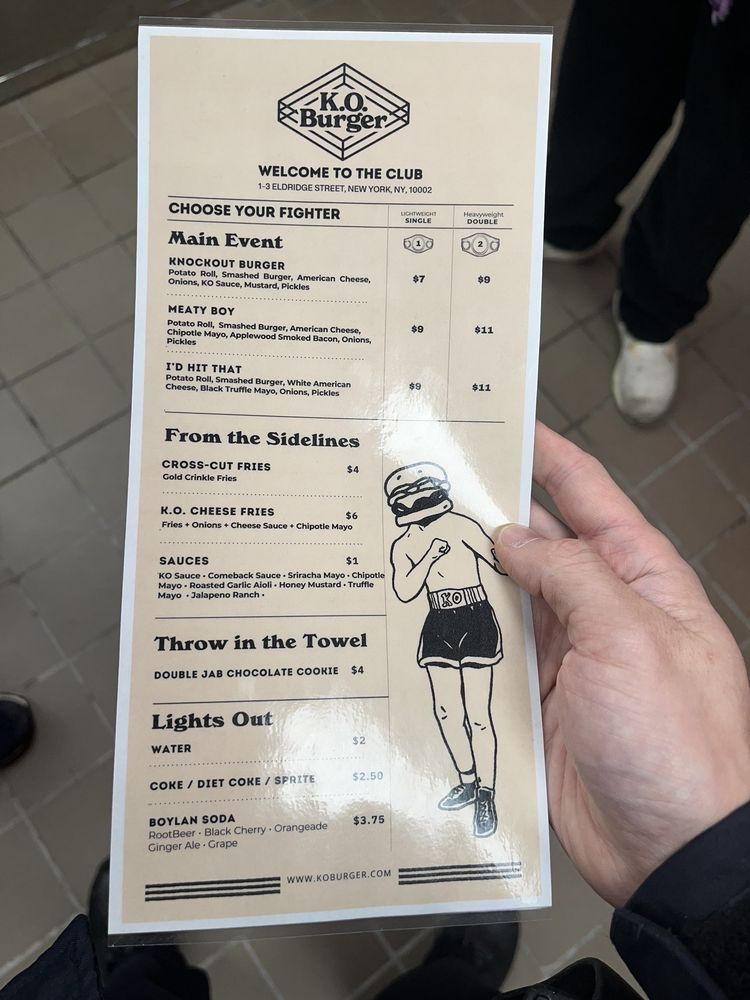 K.O.
Burger
WELCOME TO THE CLUB
1-3 ELDRIDGE STREET, NEW YORK, NY, 10002
CHOOSE YOUR FIGHTER
LIGHTWEIGHT
SINGLE
Heavyweight
DOUBLE
Main Event
1
2
KNOCKOUT BURGER
Potato Roll, Smashed Burger, American Cheese,
Onions, KO Sauce, Mustard, Pickles
$7
$9
MEATY BOY
Potato Roll, Smashed Burger, American Cheese,
Chipotle Mayo, Applewood Smoked Bacon, Onions,
Pickles
$9
$11
I'D HIT THAT
Potato Roll, Smashed Burger, White American
Cheese, Black Truffle Mayo, Onions, Pickles
$9
$11
From the Sidelines
CROSS-CUT FRIES $4
Gold Crinkle Fries
K.O. CHEESE FRIES $6
Fries + Onions + Cheese Sauce + Chipotle Mayo
SAUCES $1
KO Sauce • Comeback Sauce • Sriracha Mayo • Chipotle
Mayo • Roasted Garlic Aioli • Honey Mustard • Truffle
Mayo • Jalapeno Ranch •
KO
Throw in the Towel
DOUBLE JAB CHOCOLATE COOKIE $4
Lights Out
WATER $2
COKE / DIET COKE / SPRITE $2.50
BOYLAN SODA $3.75
RootBeer • Black Cherry • Orangeade
Ginger Ale • Grape
WWW.KOBURGER.COM